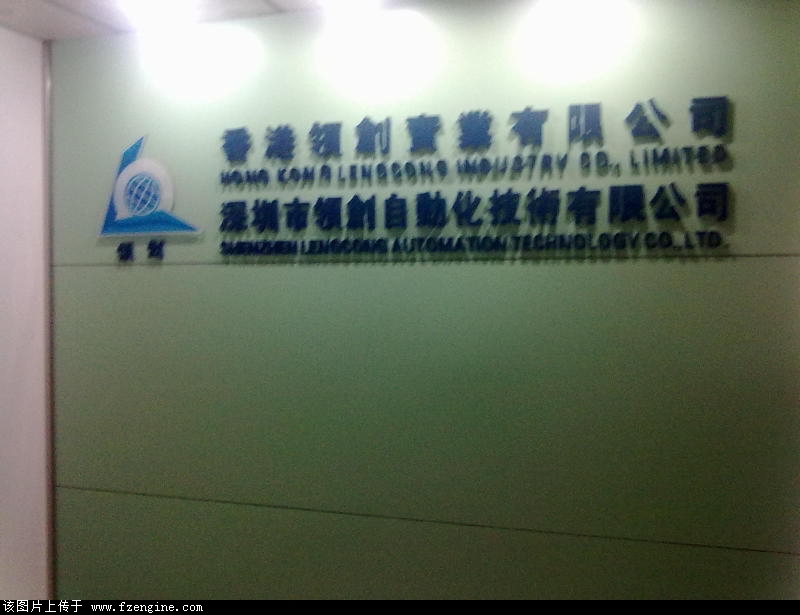 香港領創實業有限公司
HONG KONG LENGCONG INDUSTRY CO., LIMITED
深圳市領創自動化技術有限公司
SHENZHEN LENGCONG AUTOMATION TECHNOLOGY CO.,LTD.
领创
该图片上传于 www.fzengine.com